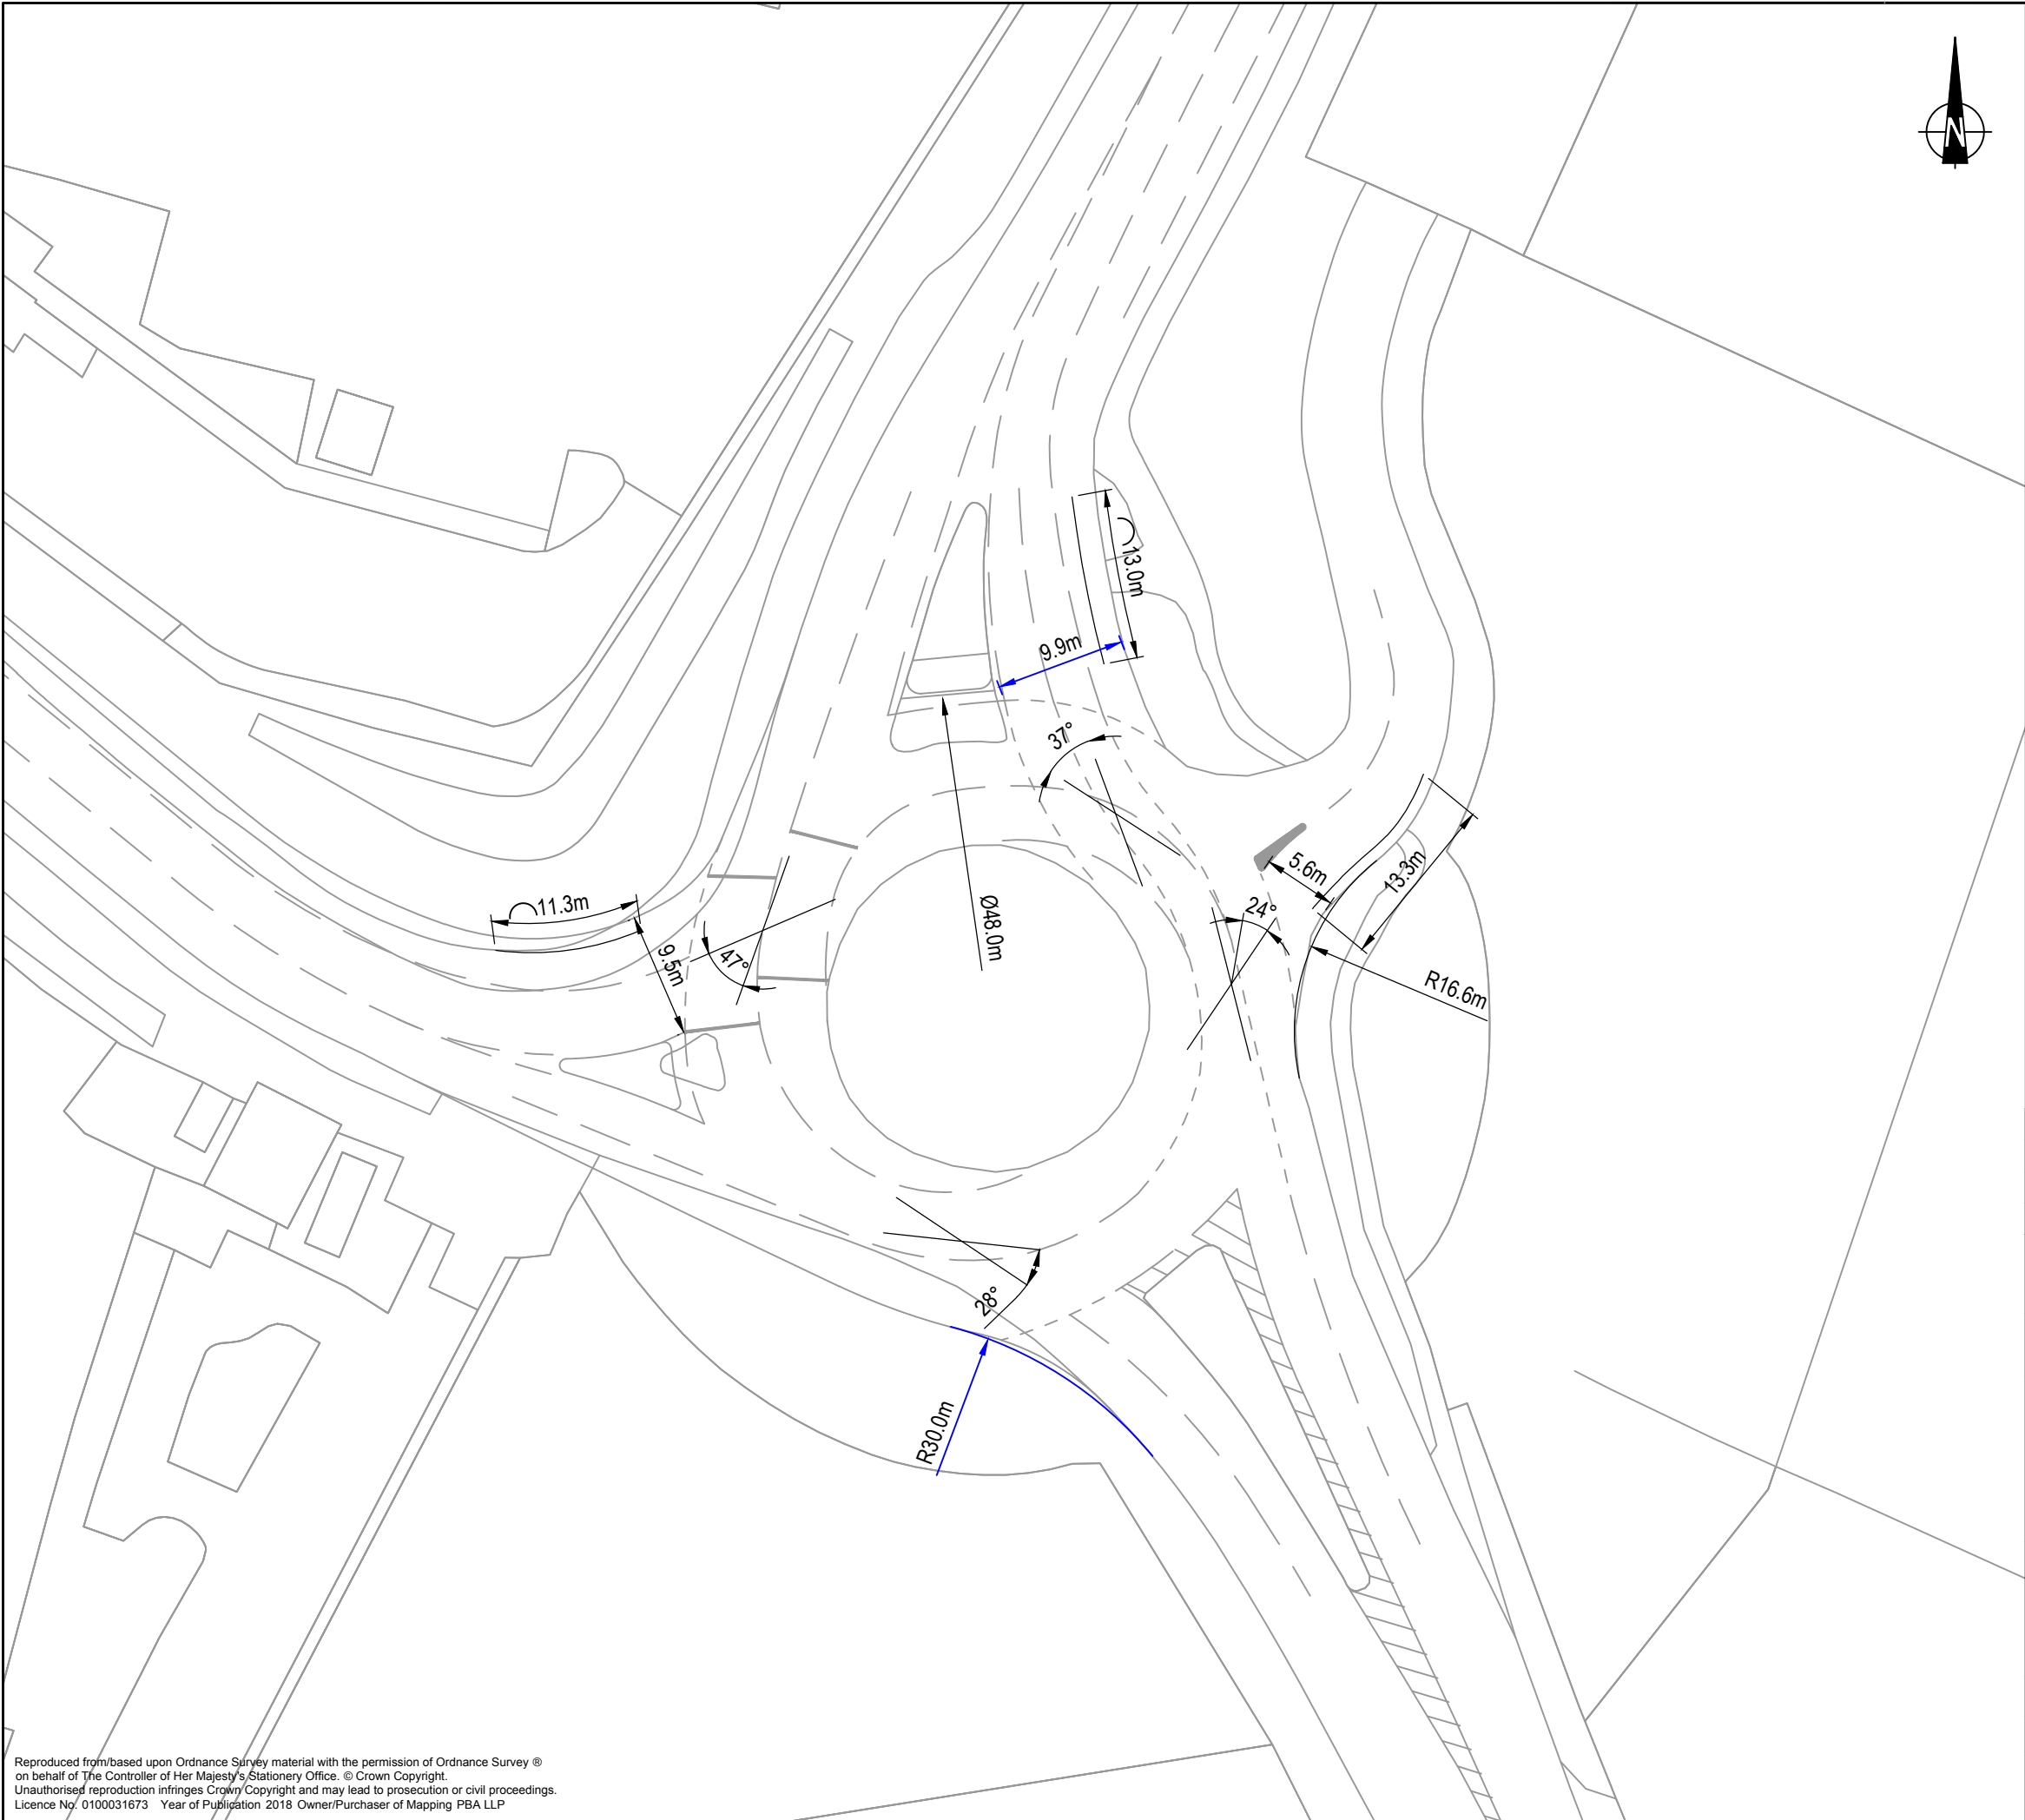 N
13.0m
9.9m
37°
5.6m
13.3m
11.3m
Ø48.0m
24°
9.5m
47°
R16.6m
28°
R30.0m
Reproduced from/based upon Ordnance Survey material with the permission of Ordnance Survey ®
on behalf of The Controller of Her Majesty's Stationery Office. © Crown Copyright.
Unauthorised reproduction infringes Crown Copyright and may lead to prosecution or civil proceedings.
Licence No. 0100031673 Year of Publication 2018 Owner/Purchaser of Mapping PBA LLP